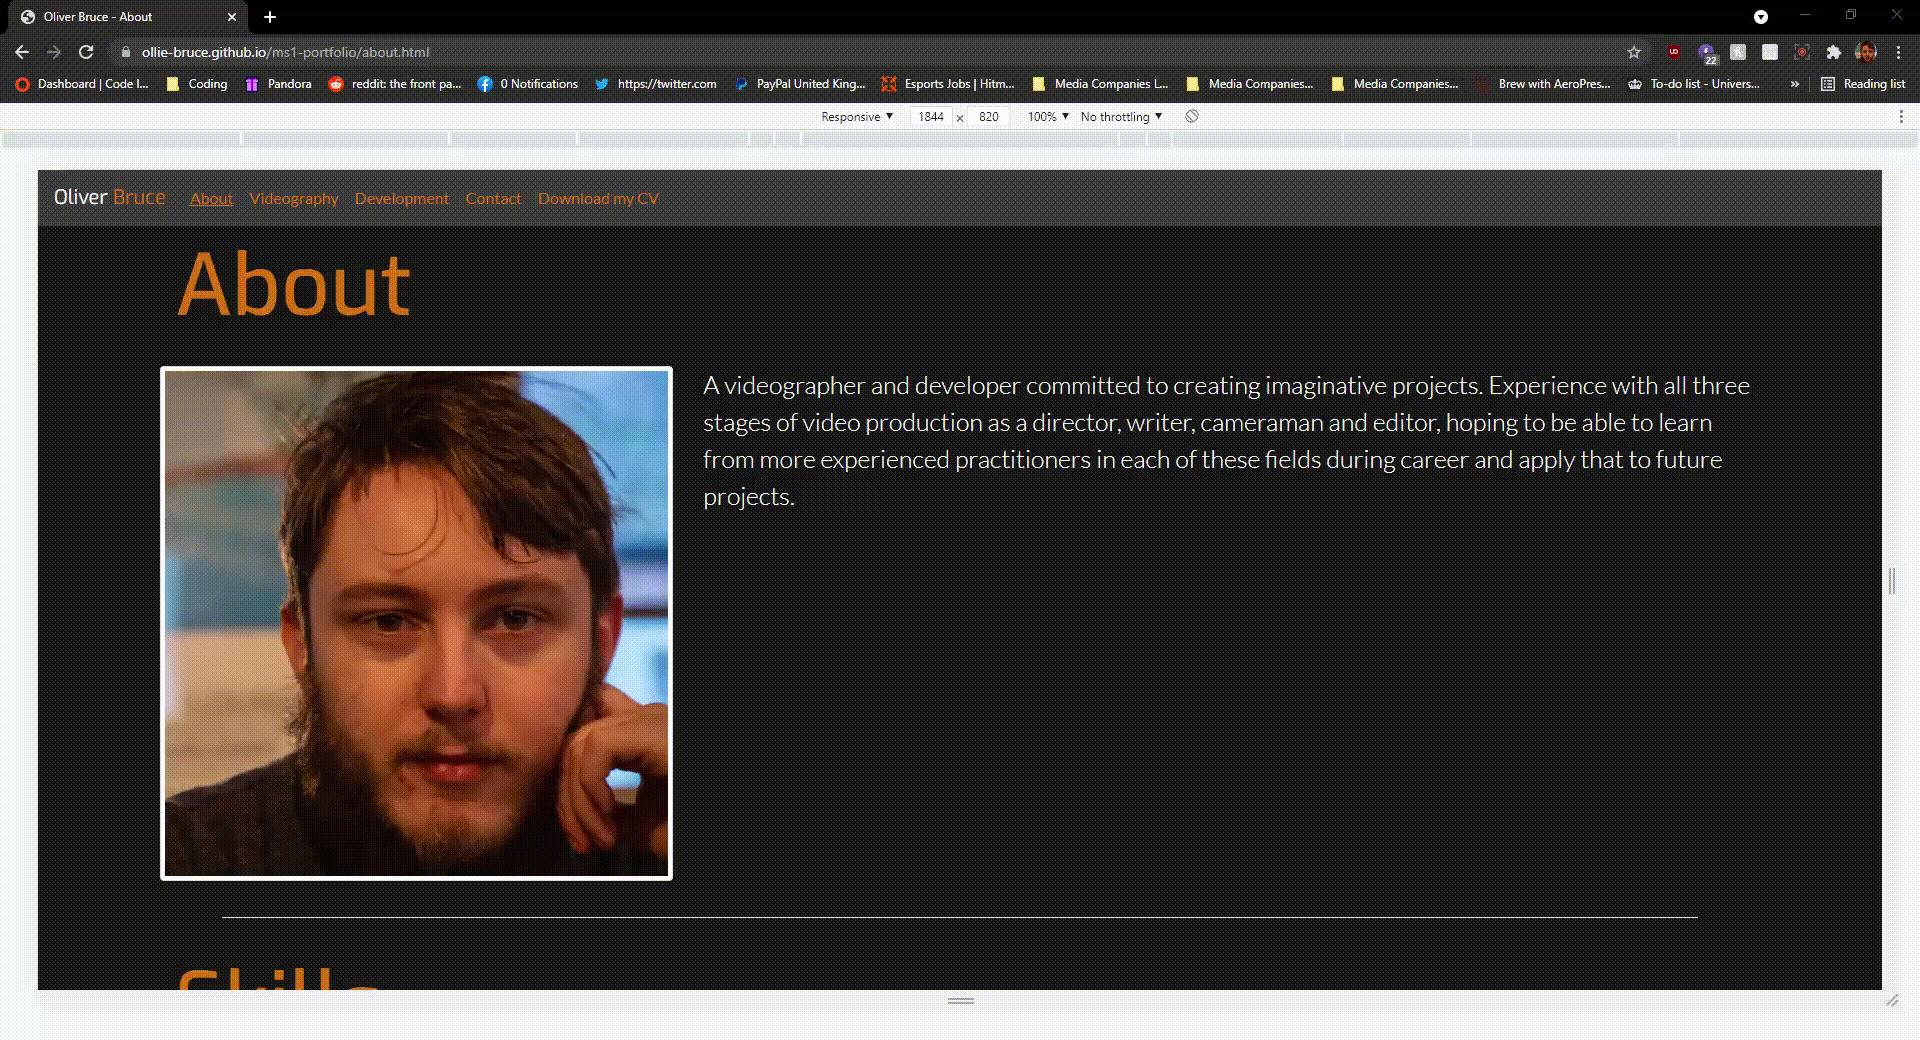 Oliver Bruce - About
ollie-bruce.github.io/ms1-portfolio/about.html
22
Dashboard | Code I... Coding Pandora reddit: the front pa... 0 Notifications https://twitter.com PayPal United King... Esports Jobs | Hitm... Media Companies L... Media Companies... Media Companies... Brew with AeroPres... To-do list - Univers... » Reading list
Responsive ▼ 1844 × 820 100% ▼ No throttling ▼
Oliver Bruce About Videography Development Contact Download my CV
About
A videographer and developer committed to creating imaginative projects. Experience with all three
stages of video production as a director, writer, cameraman and editor, hoping to be able to learn
from more experienced practitioners in each of these fields during career and apply that to future
projects.
Skills